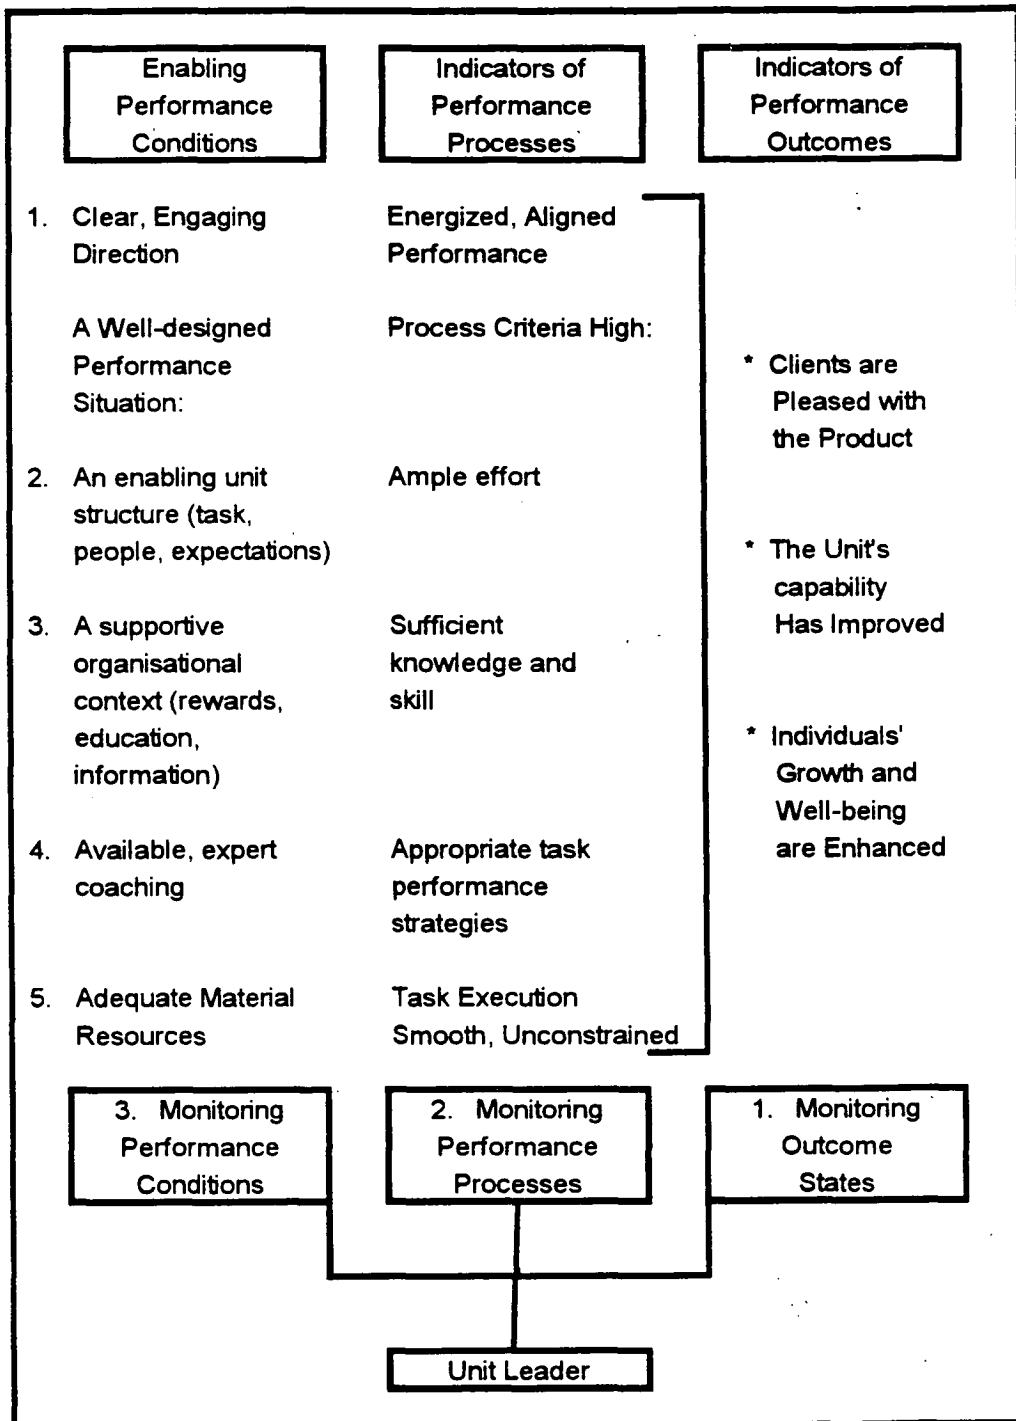 Enabling
Performance
Conditions
Indicators of
Performance
Processes
Indicators of
Performance
Outcomes
1. Clear, Engaging
Direction
Energized, Aligned
Performance
A Well-designed
Performance
Situation:
Process Criteria High:
2. An enabling unit
structure (task,
people, expectations)
Ample effort
3. A supportive
organisational
context (rewards,
education,
information)
Sufficient
knowledge and
skill
4. Available, expert
coaching
Appropriate task
performance
strategies
5. Adequate Material
Resources
Task Execution
Smooth, Unconstrained
* Clients are
Pleased with
the Product
* The Unit's
capability
Has Improved
* Individuals'
Growth and
Well-being
are Enhanced
3. Monitoring
Performance
Conditions
2. Monitoring
Performance
Processes
1. Monitoring
Outcome
States
Unit Leader